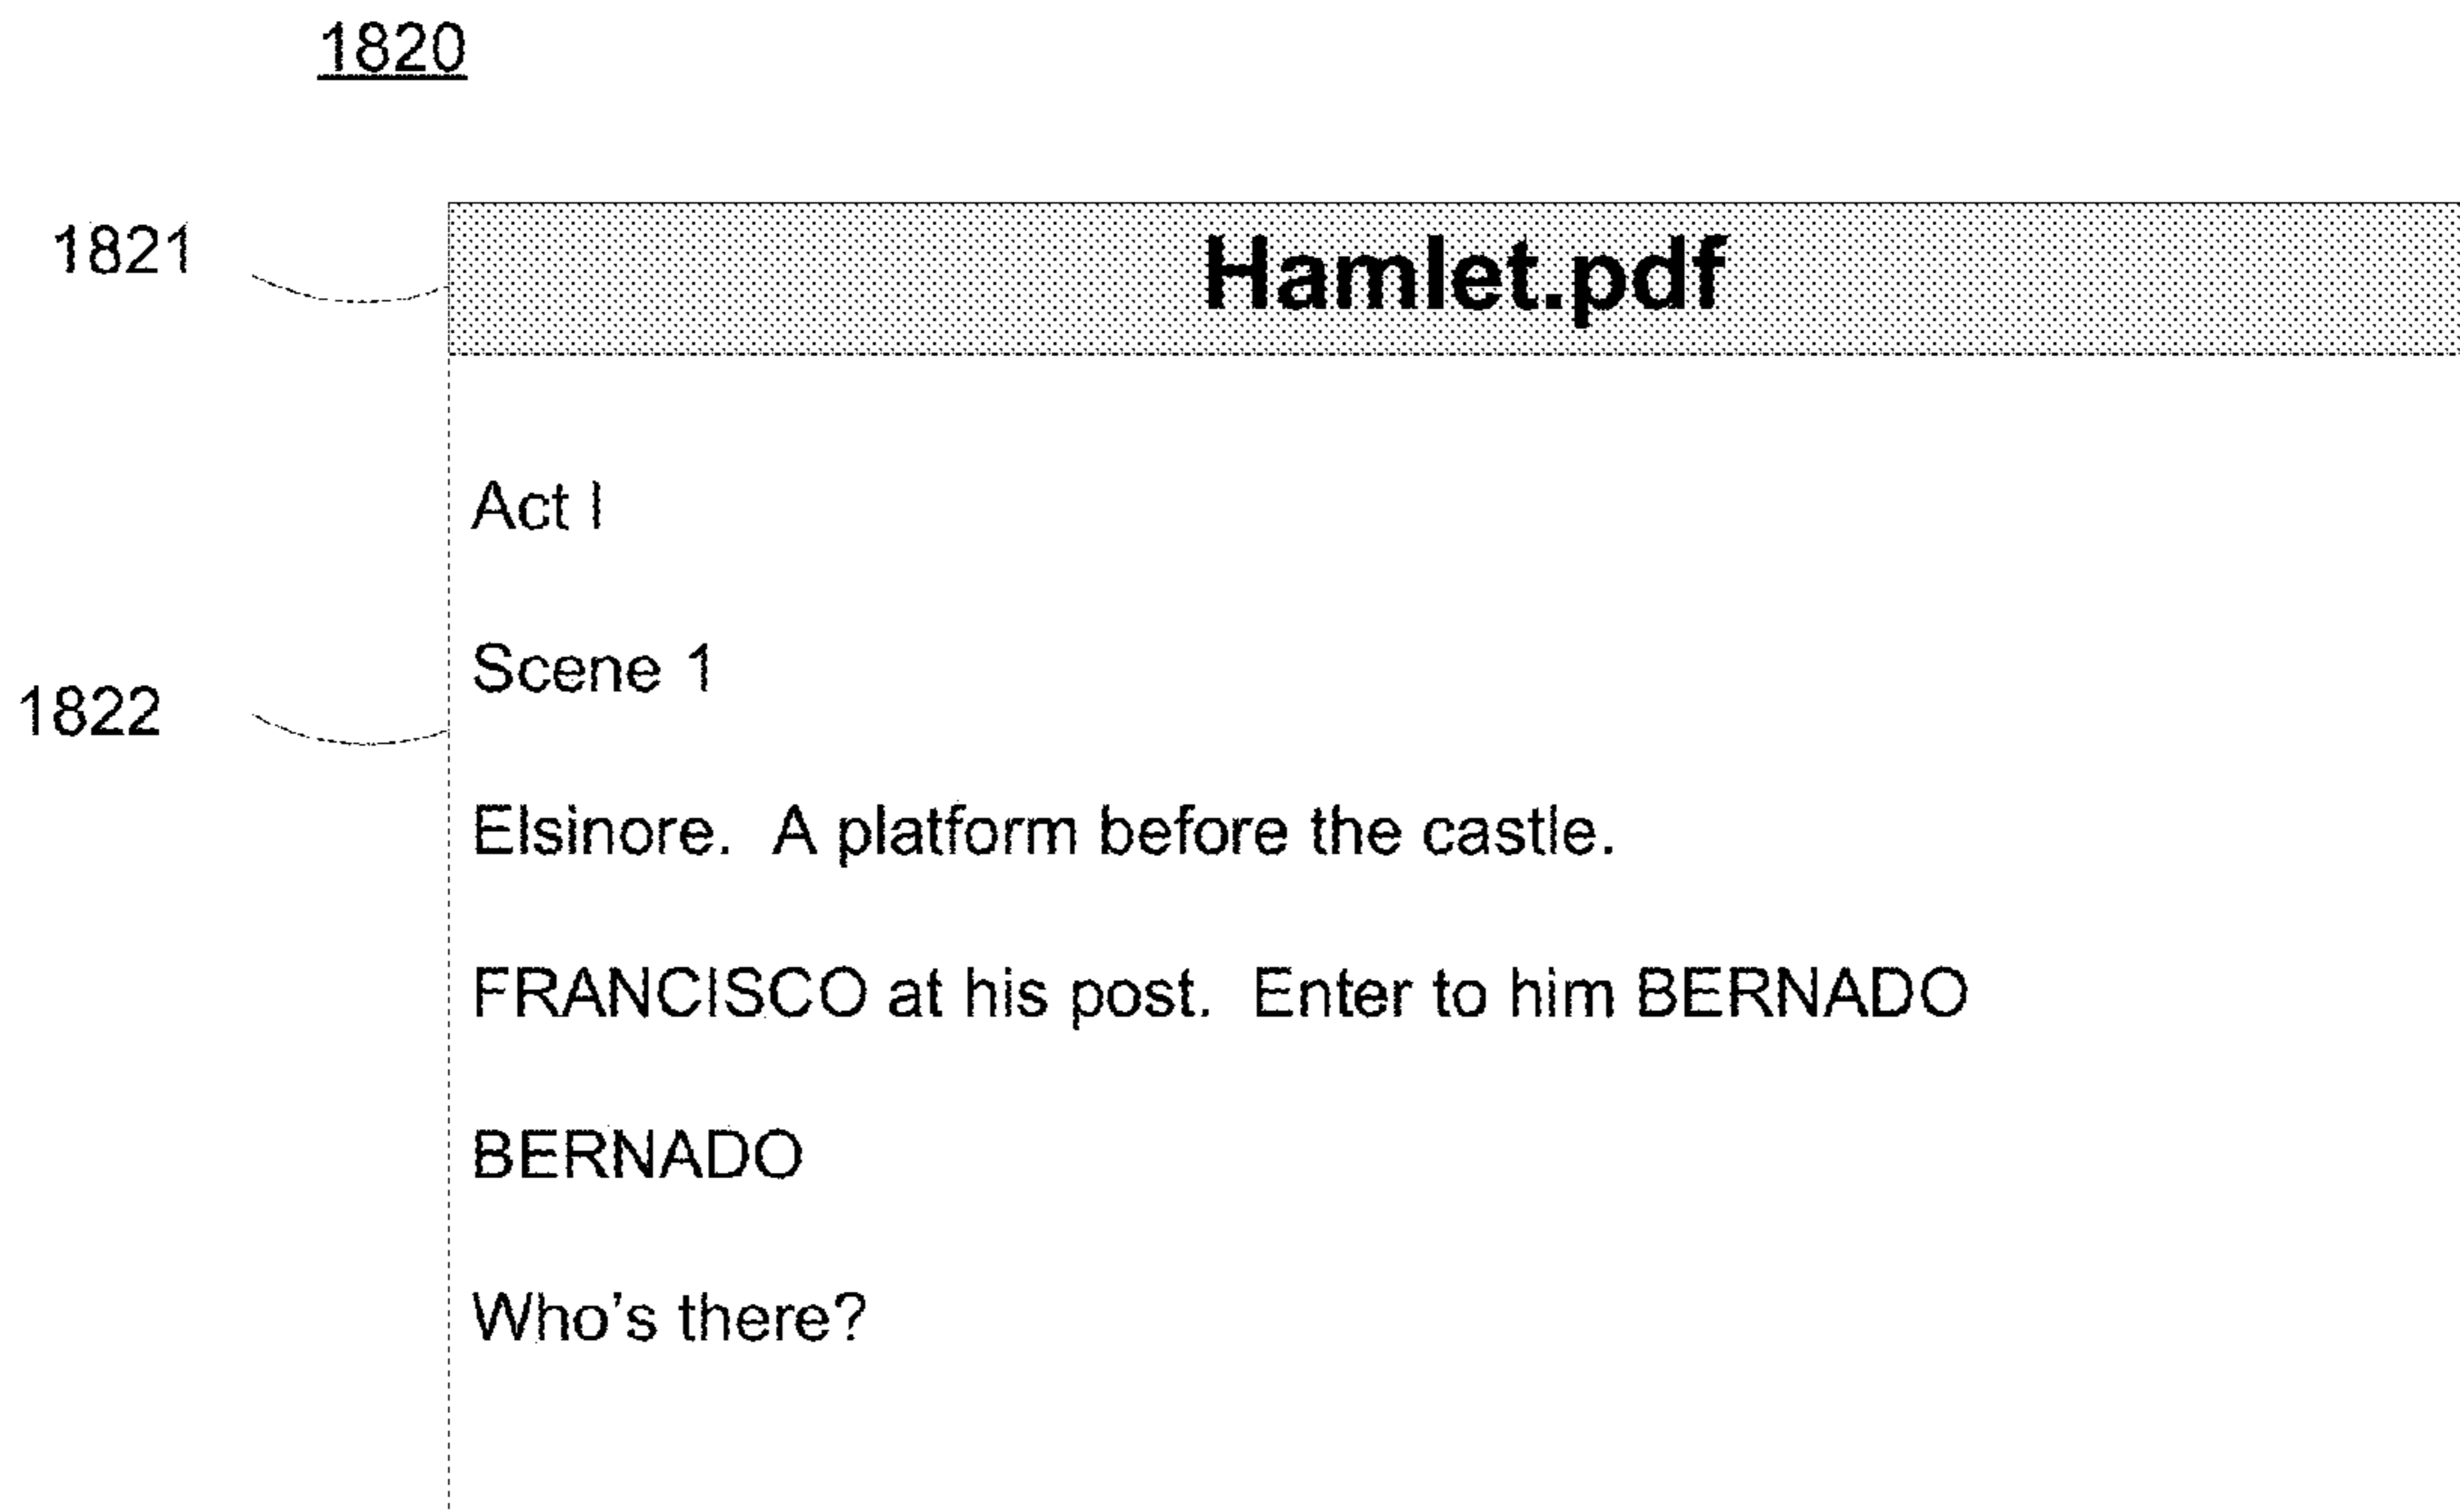 1820
1821
Hamlet.pdf
Act I
Scene 1
1822
Elsinore.  A platform before the castle.
FRANCISCO at his post.  Enter to him BERNADO
BERNADO
Who's there?